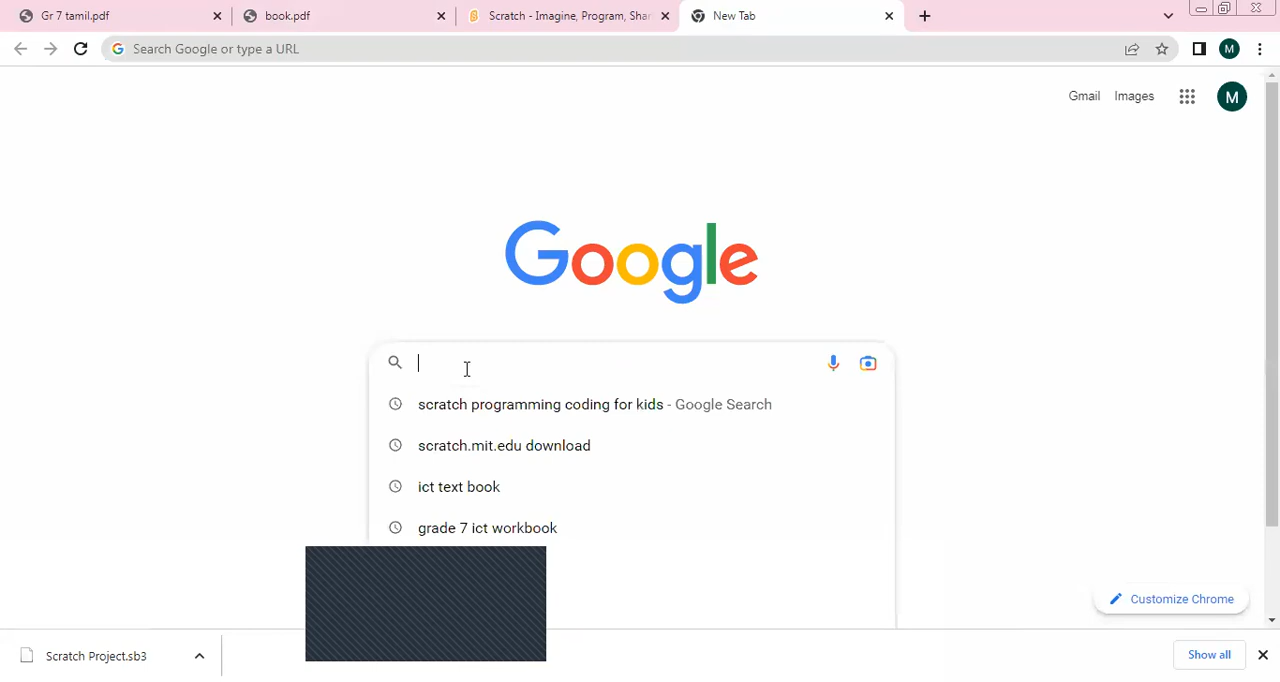 Gr 7 tamil.pdf
book.pdf
Scratch - Imagine, Program, Shar
New Tab
Search Google or type a URL
M
Gmail
Images
M
Google
scratch programming coding for kids - Google Search
scratch.mit.edu download
ict text book
grade 7 ict workbook
Customize Chrome
Scratch Project.sb3
Show all